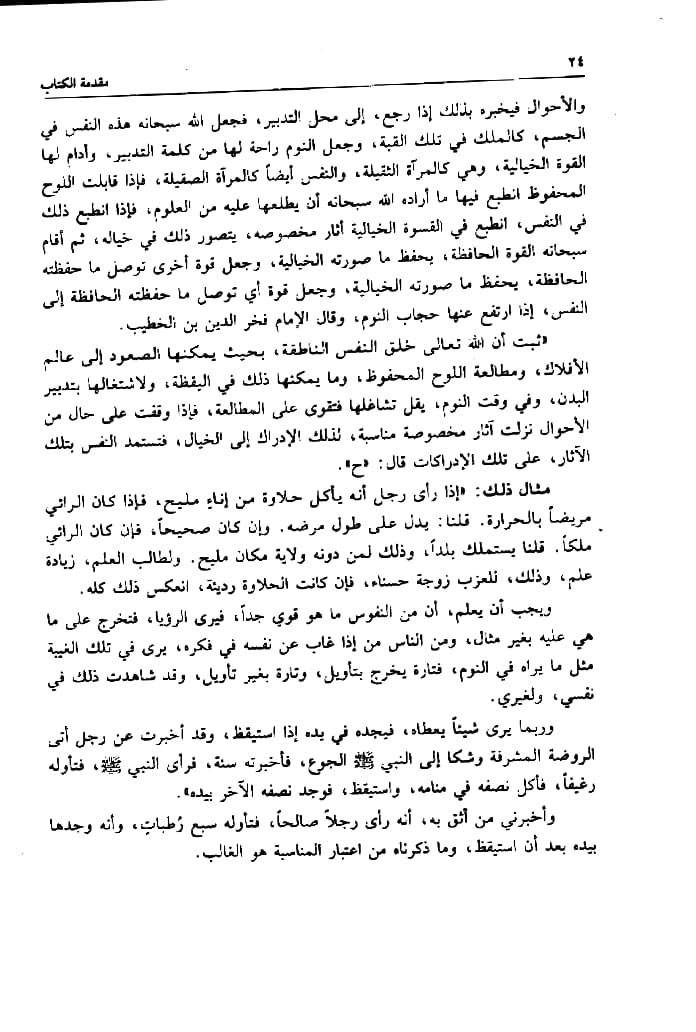 ٢٤
مقدمة الكتاب
والأحوال فيخبره بذلك إذا رجع، إلى محل التدبير، فجعل الله سبحانه هذه النفس في
الجسم، كالملك في تلك القبة، وجعل النوم راحة لها من كلمة التدبير، وأدام لها
القوة الخيالية، وهي كالمرآة الثقيلة، والنفس أيضاً كالمرآة الصقيلة، فإذا قابلت اللوح
المحفوظ انطبع فيها ما أراده الله سبحانه أن يطلعها عليه من العلوم، فإذا انطبع ذلك
في النفس، انطبع في القسوة الخيالية أثار مخصوصه، يتصور ذلك في خياله، ثم أقام
سبحانه القوة الحافظة، بحفظ ما صورته الخيالية، وجعل قوة أخرى توصل ما حفظته
الحافظة، يحفظ ما صورته الخيالية، وجعل قوة أي توصل ما حفظته الحافظة إلى
النفس، إذا ارتفع عنها حجاب النوم، وقال الإمام فخر الدين بن الخطيب.
«ثبت أن الله تعالى خلق النفس الناطقة، بحيث يمكنها الصعود إلى عالم
الأفلاك، ومطالعة اللوح المحفوظ، وما يمكنها ذلك في اليقظة، ولاشتغالها بتدبير
البدن، وفي وقت النوم، يقل تشاغلها فتقوى على المطالعة، فإذا وقفت على حال من
الأحوال نزلت آثار مخصوصة مناسبة، لذلك الإدراك إلى الخيال، فتستمد النفس بتلك
الآثار، على تلك الإدراكات قال: «ح».
مثال ذلك: «إذا رأى رجل أنه يأكل حلاوة من إناءٍ مليح، فإذا كان الرائي
مريضاً بالحرارة. قلنا: يدل على طول مرضه. وإن كان صحيحاً، فإن كان الرائي
ملكاً. قلنا يستملك بلداً، وذلك لمن دونه ولاية مكان مليح. ولطالب العلم، زيادة
علم، وذلك، للعزب زوجة حسناء، فإن كانت الحلاوة رديئة، انعكس ذلك كله.
ويجب أن يعلم، أن من النفوس ما هو قوي جداً، فيرى الرؤيا، فتخرج على ما
هي عليه بغير مثال، ومن الناس من إذا غاب عن نفسه في فكره، يرى في تلك الغيبة
مثل ما يراه في النوم، فتارة يخرج بتأويل، وتارة بغير تأويل، وقد شاهدت ذلك في
نفسي، ولغيري.
وربما يرى شيئاً يعطاه، فيجده في يده إذا استيقظ، وقد أخبرت عن رجل أتى
الروضة المشرفة وشكا إلى النبي ﷺ الجوع، فأخبرته سنة، فرأى النبي ﷺ، فتأوله
رغيفاً، فأكل نصفه في منامه، واستيقظ، فوجد نصفه الآخر بيده».
وأخبرني من أثق به، أنه رأى رجلاً صالحاً، فتأوله سبع رُطباتٍ، وأنه وجدها
بيده بعد أن استيقظ، وما ذكرناه من اعتبار المناسبة هو الغالب.